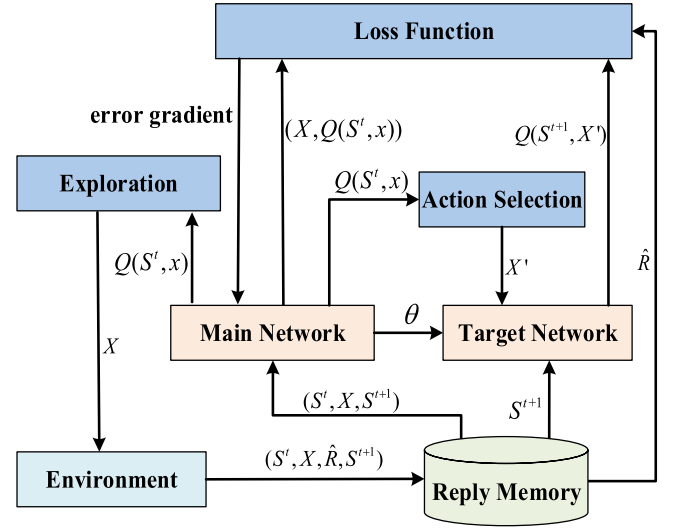 Loss Function
error gradient
(X, Q(S^t, x))
Q(S^{t+1}, X')
Exploration
Q(S^t, x)
Action Selection
Q(S^t, x)
X'
R̂
X
Main Network
θ
Target Network
(S^t, X, S^{t+1})
S^{t+1}
Environment
(S^t, X, R̂, S^{t+1})
Reply Memory